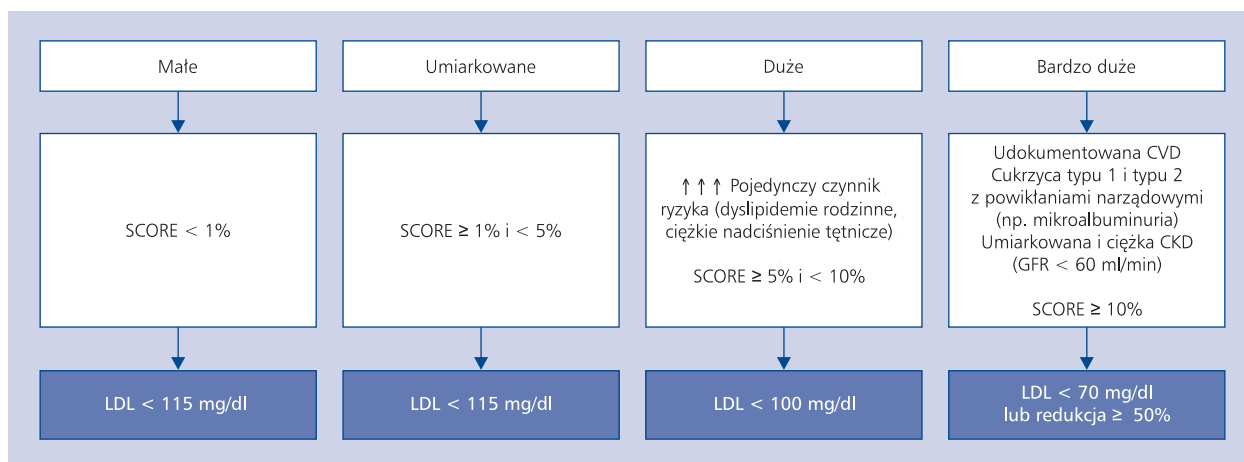 Małe
Umiarkowane
Duże
Bardzo duże
SCORE < 1%
SCORE ≥ 1% i < 5%
↑ ↑ ↑ Pojedynczy czynnik
ryzyka (dyslipidemie rodzinne,
ciężkie nadciśnienie tętnicze)
SCORE ≥ 5% i < 10%
Udokumentowana CVD
Cukrzyca typu 1 i typu 2
z powikłaniami narządowymi
(np. mikroalbuminuria)
Umiarkowana i ciężka CKD
(GFR < 60 ml/min)
SCORE ≥ 10%
LDL < 115 mg/dl
LDL < 115 mg/dl
LDL < 100 mg/dl
LDL < 70 mg/dl
lub redukcja ≥ 50%